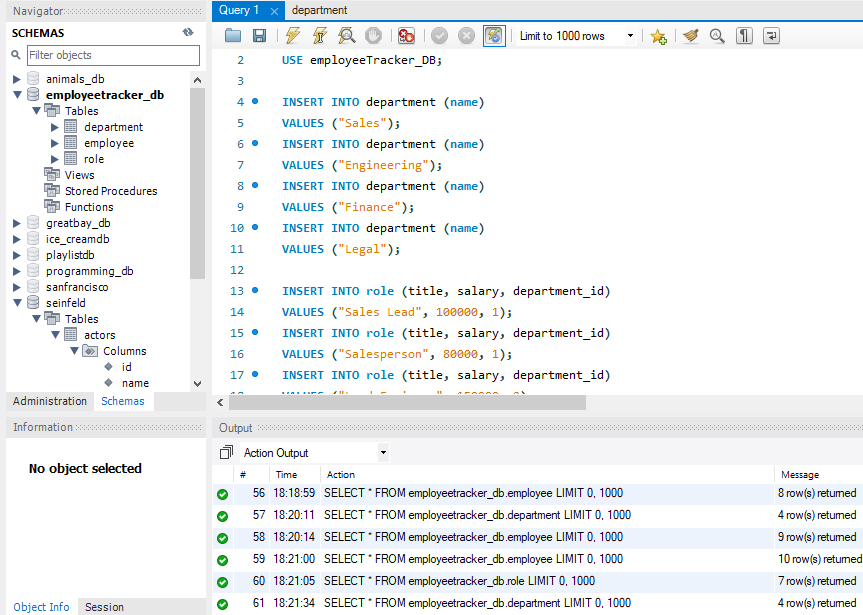 Navigator
SCHEMAS
Filter objects
animals_db
employeetracker_db
Tables
department
employee
role
Views
Stored Procedures
Functions
greatbay_db
ice_creamdb
playlistdb
programming_db
sanfrancisco
seinfeld
Tables
actors
Columns
id
name
Administration Schemas
Information
No object selected
Object Info Session
Query 1 department
Limit to 1000 rows
2 USE employeeTracker_DB;
3
4 INSERT INTO department (name)
5 VALUES ("Sales");
6 INSERT INTO department (name)
7 VALUES ("Engineering");
8 INSERT INTO department (name)
9 VALUES ("Finance");
10 INSERT INTO department (name)
11 VALUES ("Legal");
12
13 INSERT INTO role (title, salary, department_id)
14 VALUES ("Sales Lead", 100000, 1);
15 INSERT INTO role (title, salary, department_id)
16 VALUES ("Salesperson", 80000, 1);
17 INSERT INTO role (title, salary, department_id)
Output
Action Output
# Time Action Message
56 18:18:59 SELECT * FROM employeetracker_db.employee LIMIT 0, 1000 8 row(s) returned
57 18:20:11 SELECT * FROM employeetracker_db.department LIMIT 0, 1000 4 row(s) returned
58 18:20:14 SELECT * FROM employeetracker_db.employee LIMIT 0, 1000 9 row(s) returned
59 18:21:00 SELECT * FROM employeetracker_db.employee LIMIT 0, 1000 10 row(s) returned
60 18:21:05 SELECT * FROM employeetracker_db.role LIMIT 0, 1000 7 row(s) returned
61 18:21:34 SELECT * FROM employeetracker_db.department LIMIT 0, 1000 4 row(s) returned